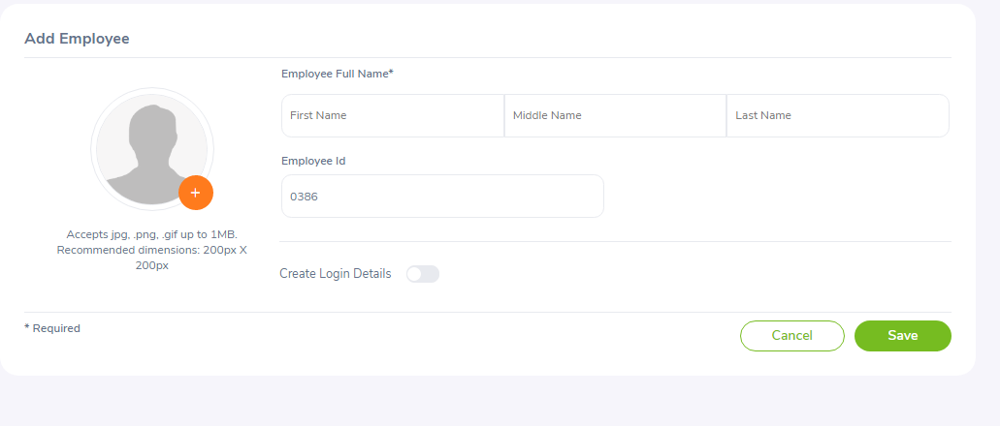 Add Employee
Employee Full Name*
First Name
Middle Name
Last Name
Employee Id
0386
Accepts jpg, .png, .gif up to 1MB.
Recommended dimensions: 200px X
200px
Create Login Details
* Required
Cancel
Save